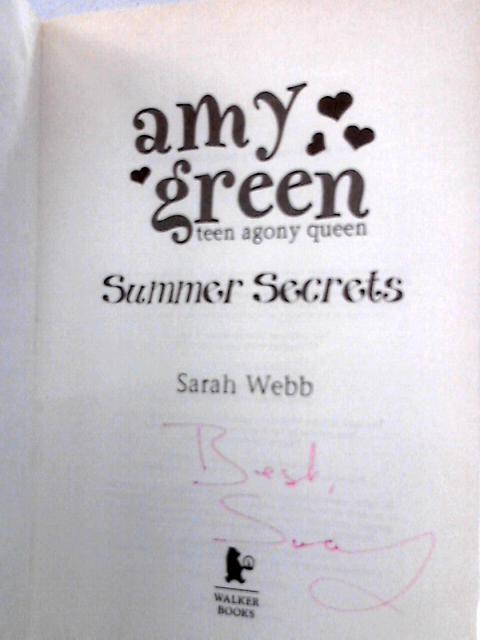 amy
green
teen agony queen
Summer Secrets
Sarah Webb
Best,
WALKER
BOOKS